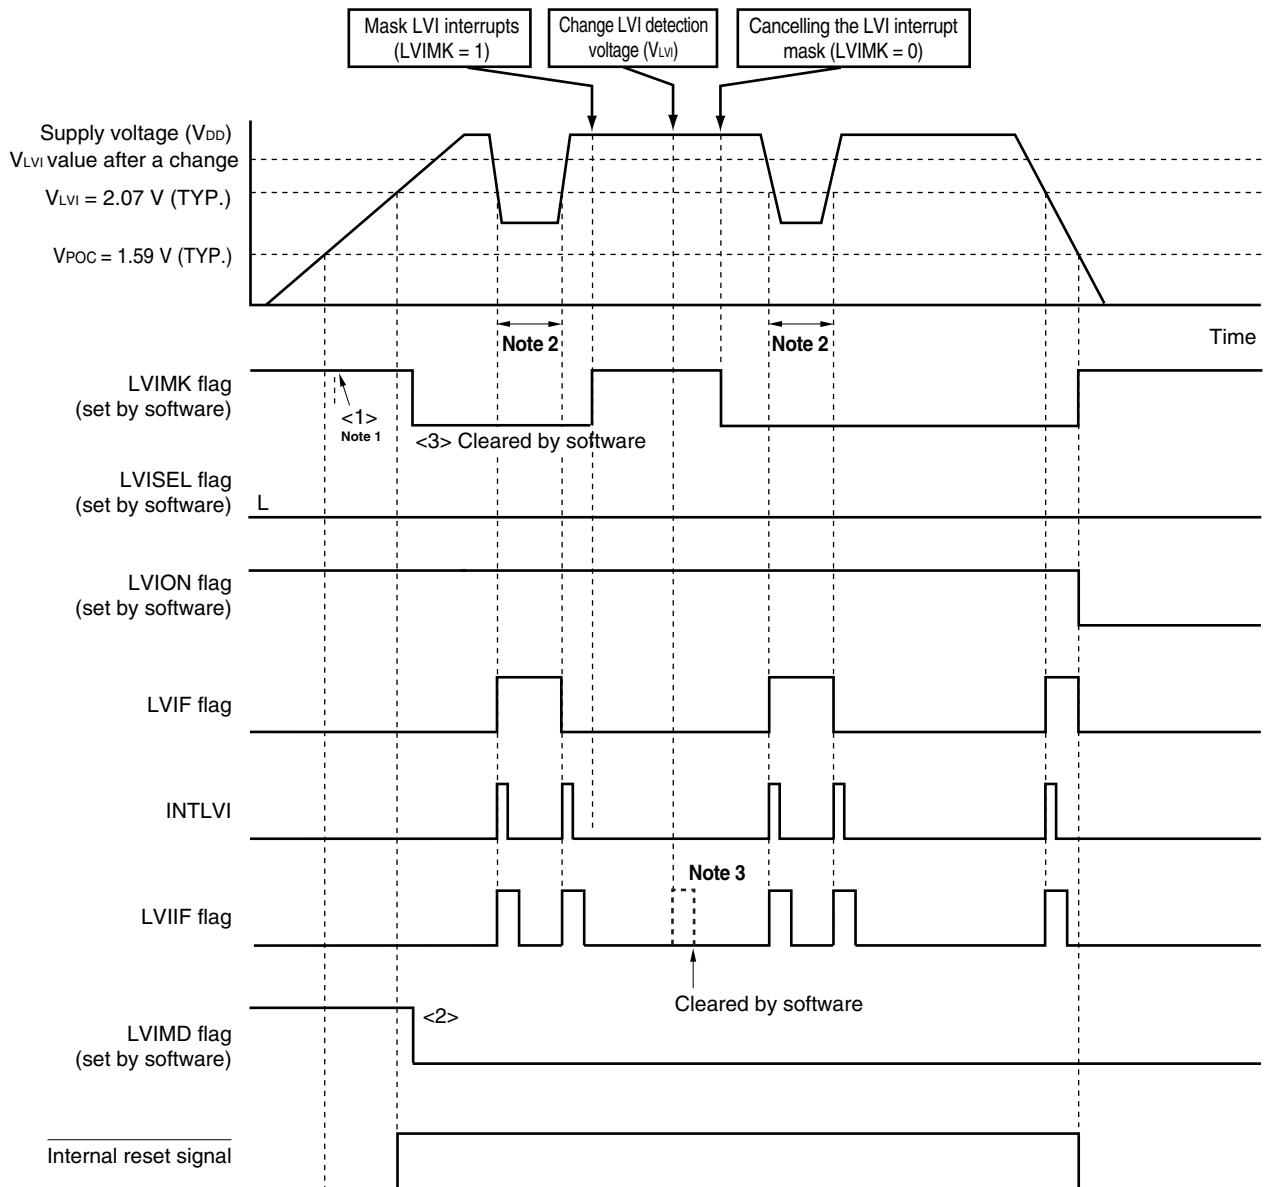 Mask LVI interrupts
(LVIMK = 1)
Change LVI detection
voltage (VLVI)
Cancelling the LVI interrupt
mask (LVIMK = 0)
Supply voltage (VDD)
VLVI value after a change
VLVI = 2.07 V (TYP.)
VPOC = 1.59 V (TYP.)
Time
Note 2
Note 2
LVIMK flag
(set by software)
<1>
Note 1
<3> Cleared by software
LVISEL flag
(set by software)
L
LVION flag
(set by software)
LVIF flag
INTLVI
Note 3
LVIIF flag
Cleared by software
<2>
LVIMD flag
(set by software)
Internal reset signal